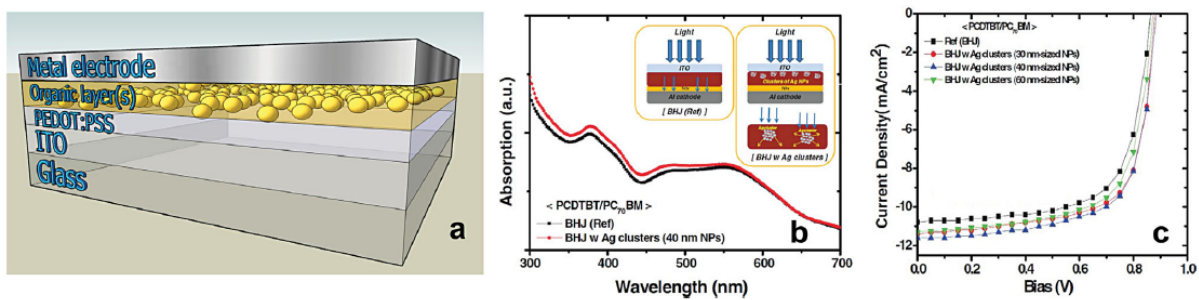 Metal electrode
Organic layer(s)
PEDOT:PSS
ITO
Glass
a
Absorption (a.u.)
Light
ITO
Al cathode
[ BHJ (Ref) ]
Light
ITO
Clusters of Ag NPs
Al cathode
[ BHJ w Ag clusters ]
< PCDTBT/PC70BM >
BHJ (Ref)
BHJ w Ag clusters (40 nm NPs)
b
300 400 500 600 700
Wavelength (nm)
Current Density(mA/cm2)
0
-2
-4
-6
-8
-10
-12
< PCDTBT/PC70BM >
Ref (BHJ)
BHJ w Ag clusters (30 nm-sized NPs)
BHJ w Ag clusters (40 nm-sized NPs)
BHJ w Ag clusters (60 nm-sized NPs)
c
0.0 0.2 0.4 0.6 0.8 1.0
Bias (V)